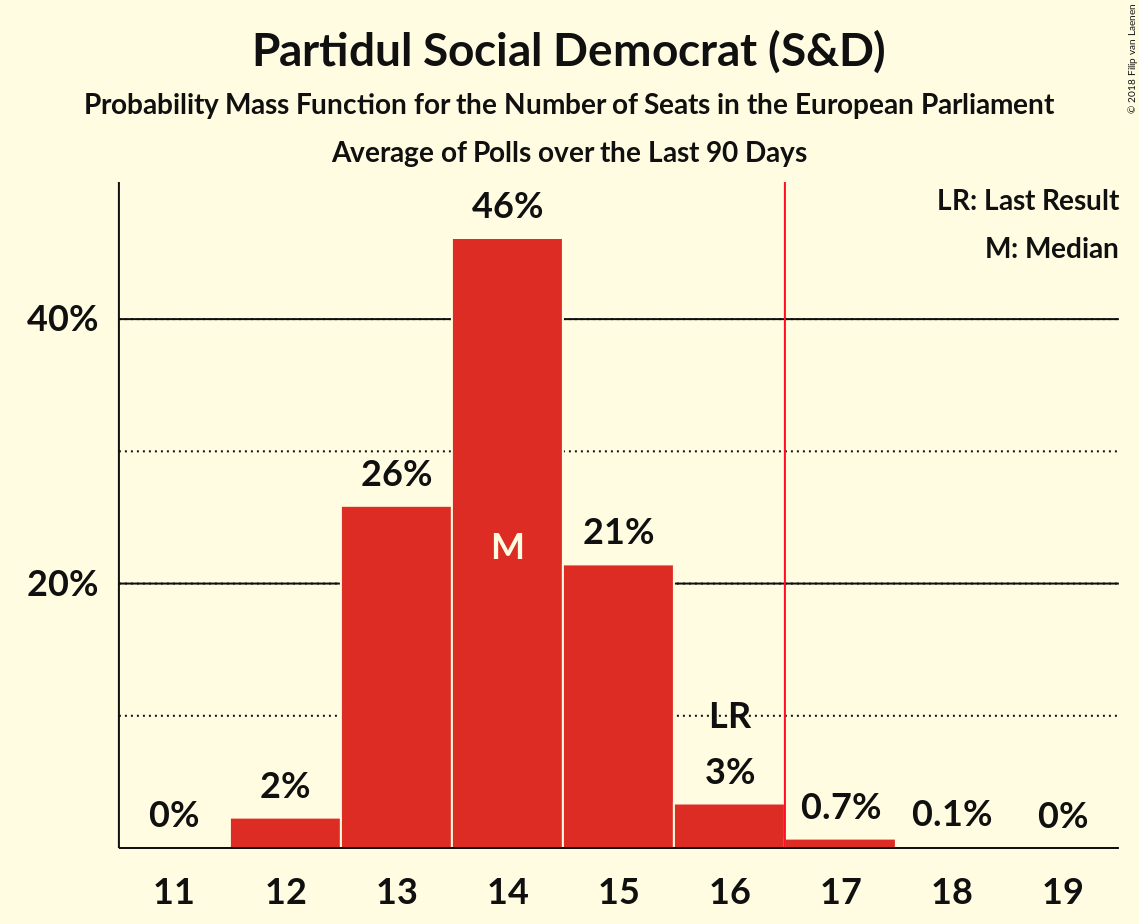 Partidul Social Democrat (S&D)
Probability Mass Function for the Number of Seats in the European Parliament
Average of Polls over the Last 90 Days
© 2018 Filip van Laenen
LR: Last Result
M: Median
46%
40%
26%
M
21%
20%
LR
3%
2%
0%
0.7%
0.1%
0%
11 12 13 14 15 16 17 18 19